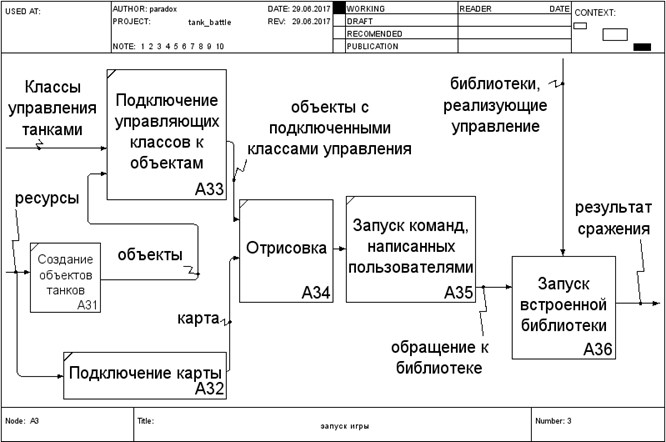 USED AT:
AUTHOR: paradox
DATE: 29.06.2017
PROJECT: tank_battle
REV: 29.06.2017
NOTE: 1 2 3 4 5 6 7 8 9 10
WORKING
DRAFT
RECOMENDED
PUBLICATION
READER
DATE
CONTEXT:
Классы
управления
танками
Подключение
управляющих
классов к
объектам
A33
объекты с
подключенными
классами управления
библиотеки,
реализующие
управление
ресурсы
Создание
объектов
танков
A31
объекты
Отрисовка
A34
Запуск команд,
написанных
пользователями
A35
результат
сражения
Запуск
встроенной
библиотеки
A36
карта
обращение к
библиотеке
Подключение карты
A32
Node: A3
Title:
запуск игры
Number: 3